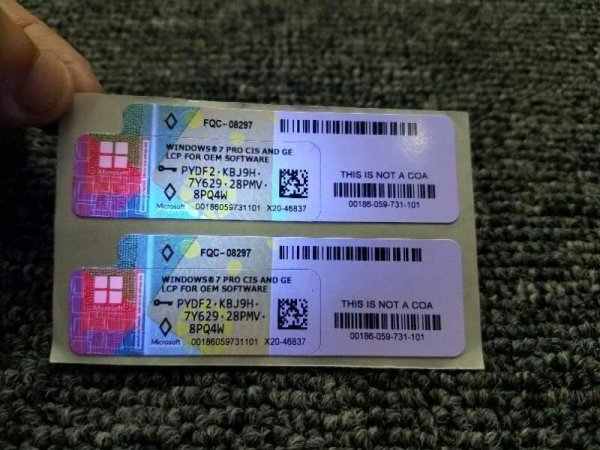 FQC-08297
WINDOWS®7 PRO CIS AND GE
LCP FOR OEM SOFTWARE
PYDF2·KBJ9H·
7Y629·28PMV·
8PQ4W
Microsoft 00186059731101 X20-46837
THIS IS NOT A COA
00186-059-731-101
Microsoft
FQC-08297
WINDOWS®7 PRO CIS AND GE
LCP FOR OEM SOFTWARE
PYDF2·KBJ9H·
7Y629·28PMV·
8PQ4W
Microsoft 00186059731101 X20-46837
THIS IS NOT A COA
00186-059-731-101
Microsoft